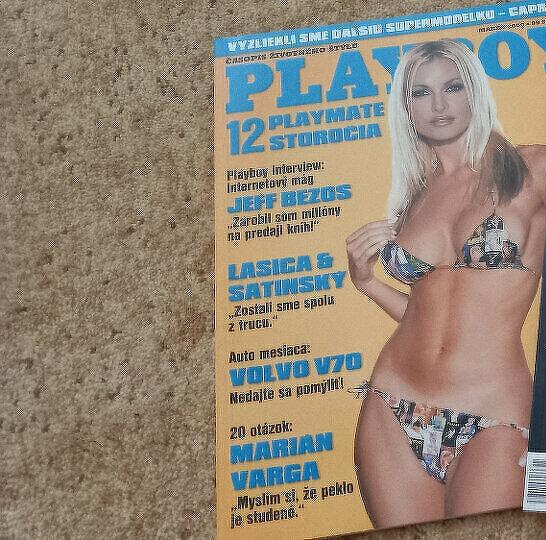 VYZLIEKLI SME ĎALŠIU SUPERMODELKU – CAPR
ČASOPIS ŽIVOTNÉHO ŠTÝLU
PLAYBOY
12 PLAYMATE
STOROČIA
Playboy Interview:
Internetový mág
JEFF BEZOS
„Zarobil som milióny
na predaji kníh!“
LASICA &
SATINSKÝ
„Zostali sme spolu
z trucu.“
Auto mesiaca:
VOLVO V70
Nedajte sa pomýliť!
20 otázok:
MARIÁN
VARGA
„Myslím si, že peklo
je studené.“